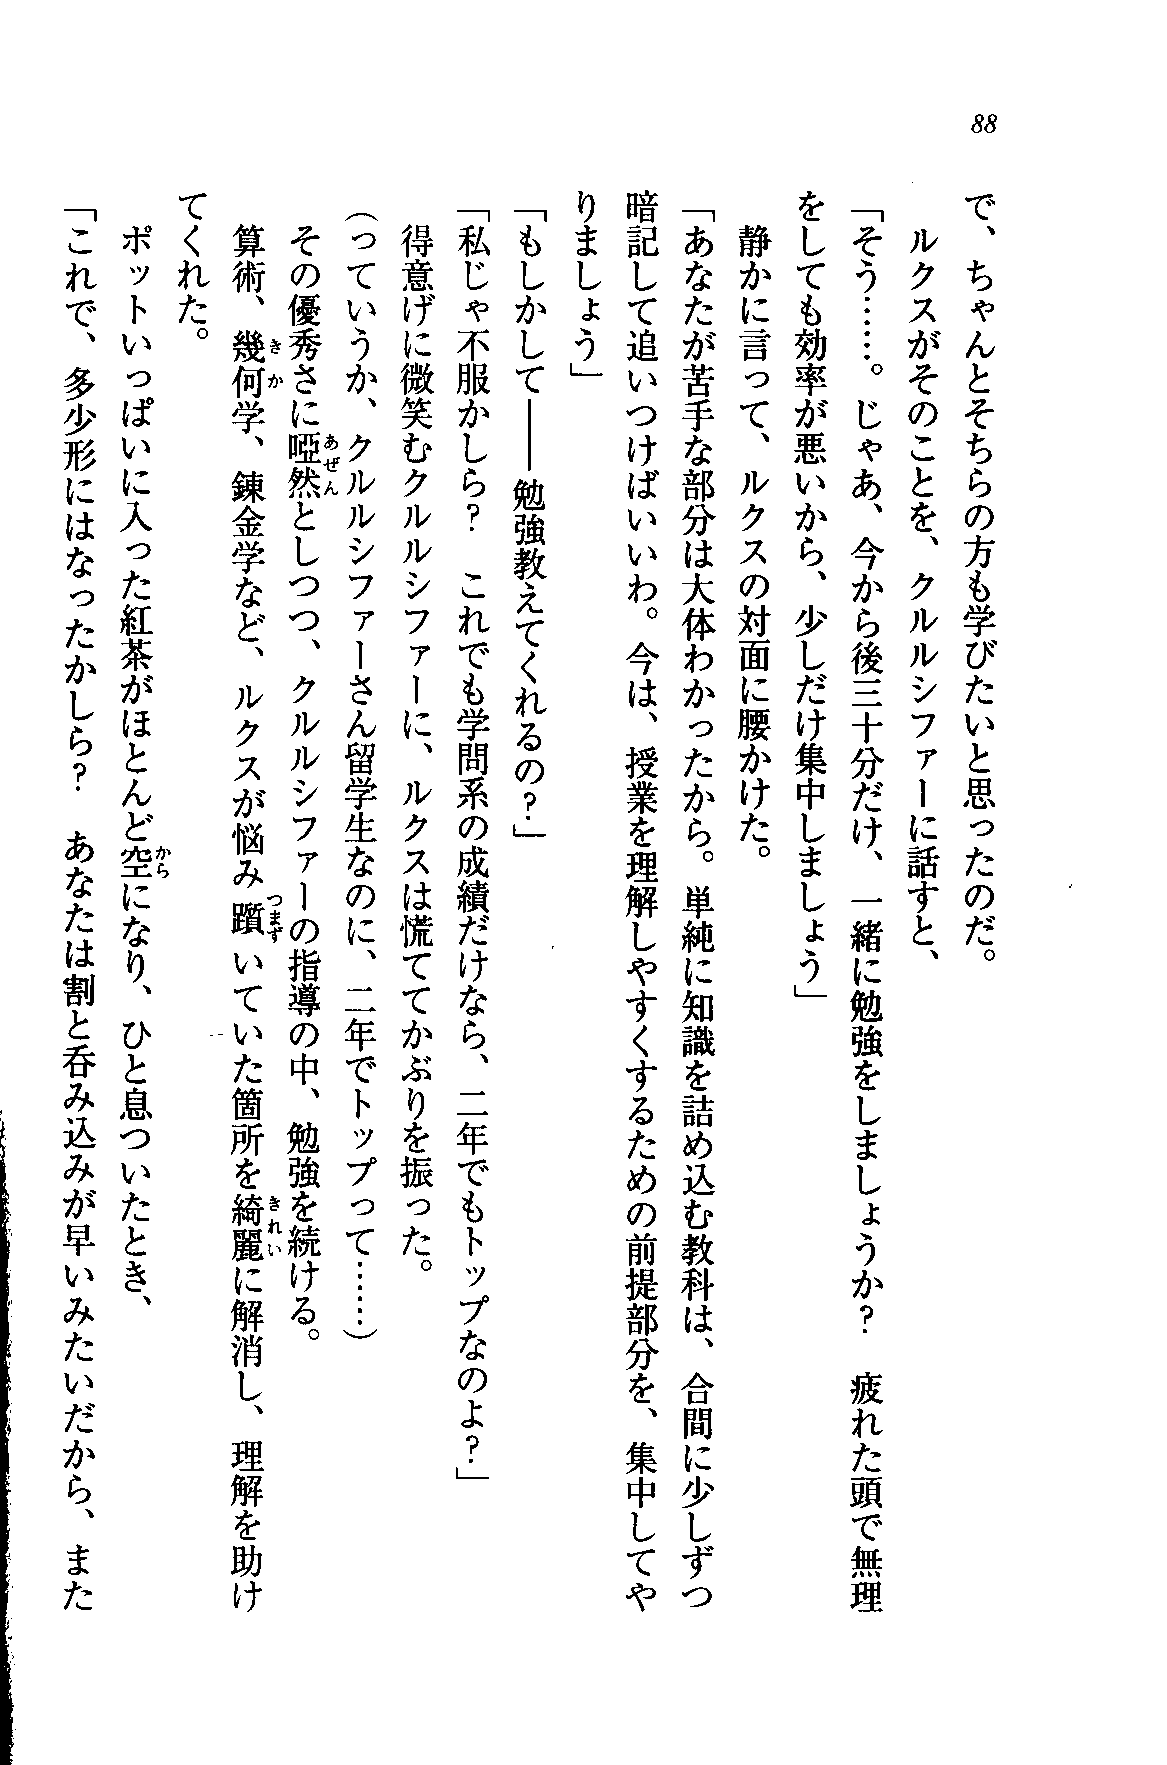 88
で、ちゃんとそちらの方も学びたいと思ったのだ。
　ルクスがそのことを、クルルシファーに話すと、
「そう……。じゃあ、今から後三十分だけ、一緒に勉強をしましょうか？　疲れた頭で無理
をしても効率が悪いから、少しだけ集中しましょう」
　静かに言って、ルクスの対面に腰かけた。
「あなたが苦手な部分は大体わかったから。単純に知識を詰め込む教科は、合間に少しずつ
暗記して追いつけばいいわ。今は、授業を理解しやすくするための前提部分を、集中してや
りましょう」
「もしかして――勉強教えてくれるの？」
「私じゃ不服かしら？　これでも学問系の成績だけなら、二年でもトップなのよ？」
　得意げに微笑むクルルシファーに、ルクスは慌ててかぶりを振った。
（っていうか、クルルシファーさん留学生なのに、二年でトップって……）
　その優秀さに啞然あぜんとしつつ、クルルシファーの指導の中、勉強を続ける。
　算術、幾何きか学、錬金学など、ルクスが悩み躓つまずいていた箇所を綺麗きれいに解消し、理解を助け
てくれた。
　ポットいっぱいに入った紅茶がほとんど空からになり、ひと息ついたとき、
「これで、多少形にはなったかしら？　あなたは割と呑み込みが早いみたいだから、また